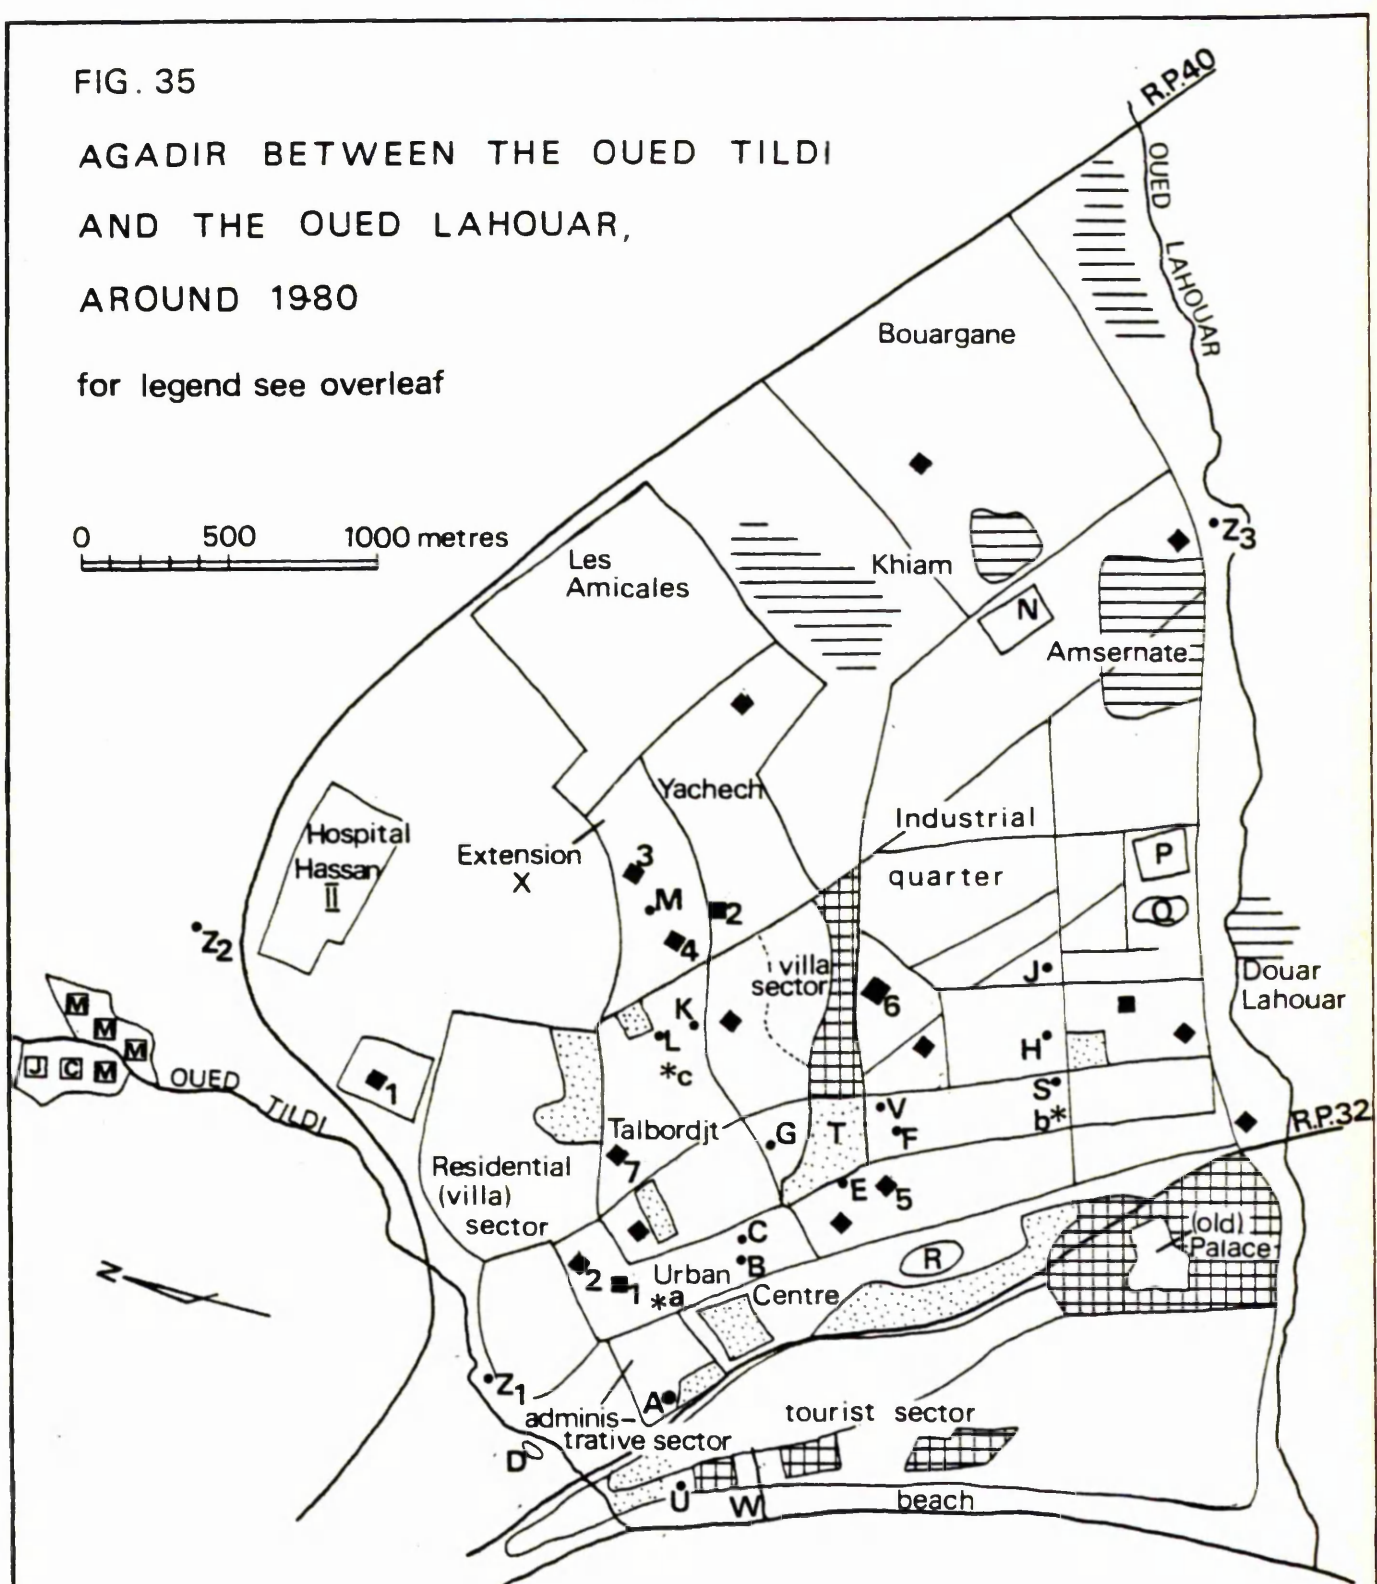 FIG. 35
AGADIR BETWEEN THE OUED TILDI
AND THE OUED LAHOUAR,
AROUND 1980
for legend see overleaf
0 500 1000 metres
R.P.40
OUED LAHOUAR
Bouargane
Les
Amicales
Khiam
Z3
N
Amsernate
Yachech
Industrial
quarter
Hospital
Hassan
II
Extension
X
3
M
2
4
P
Q
Z2
villa
sector
6
J
Douar
Lahouar
K
L
*c
H
S
b*
M
M
M
J C M
OUED TILDI
1
V
F
G
T
Talbordjt
7
R.P.32
Residential
(villa)
sector
E
5
C
B
2
1
Urban
*a
Centre
R
(old)
Palace
N
Z1
A
adminis-
trative sector
D
tourist sector
U
W
beach